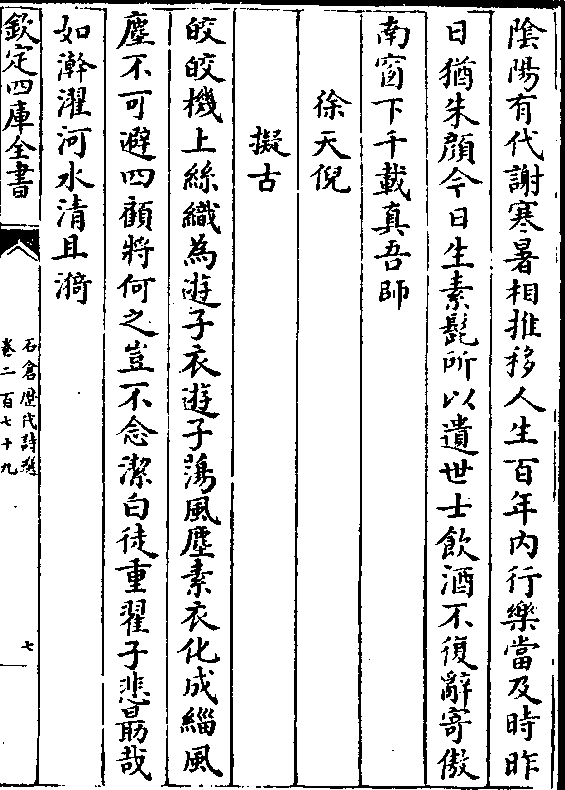 陰陽有代謝寒暑相推移人生百年内行樂當及時昨
日猶朱顔今日生素髭所以遺世士飲酒不復辭寄傲
南窗下千載真吾師
徐天倪
擬古
皎皎機上絲織為遊子衣遊子蕩風塵素衣化成緇風
塵不可避四顧將何之豈不念潔白徒重翟子悲勗哉
如澣濯河水清且漪
欽定四庫全書
石倉歴代詩選
卷二百七十九
七